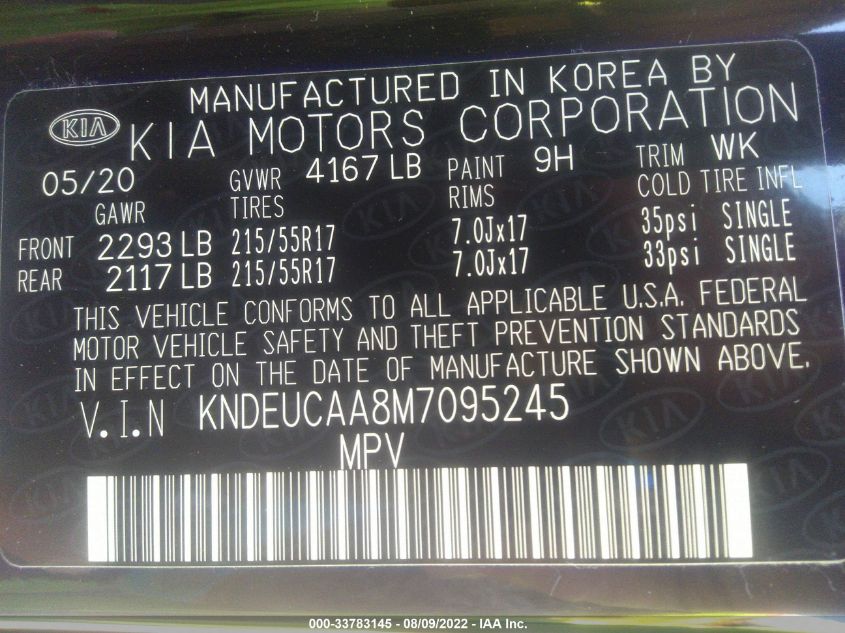 MANUFACTURED IN KOREA BY
KIA KIA MOTORS CORPORATION
05/20 GVWR 4167 LB PAINT 9H TRIM WK
GAWR TIRES RIMS COLD TIRE INFL
FRONT 2293 LB 215/55R17 7.0Jx17 35psi SINGLE
REAR 2117 LB 215/55R17 7.0Jx17 33psi SINGLE
THIS VEHICLE CONFORMS TO ALL APPLICABLE U.S.A. FEDERAL
MOTOR VEHICLE SAFETY AND THEFT PREVENTION STANDARDS
IN EFFECT ON THE DATE OF MANUFACTURE SHOWN ABOVE.
V.I.N KNDEUCAA8M7095245
MPV
000-33783145 - 08/09/2022 - IAA Inc.